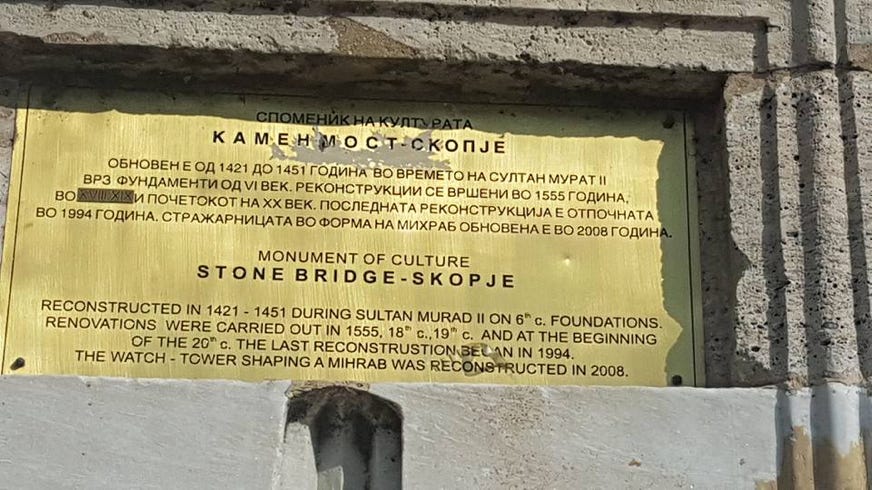 СПОМЕНИК НА КУЛТУРАТА
КАМЕН МОСТ-СКОПЈЕ
ОБНОВЕН Е ОД 1421 ДО 1451 ГОДИНА ВО ВРЕМЕТО НА СУЛТАН МУРАТ II
ВРЗ ФУНДАМЕНТИ ОД VI ВЕК. РЕКОНСТРУКЦИИ СЕ ВРШЕНИ ВО 1555 ГОДИНА,
ВО XVIII,XIX И ПОЧЕТОКОТ НА XX ВЕК. ПОСЛЕДНАТА РЕКОНСТРУКЦИЈА Е ОТПОЧНАТА
ВО 1994 ГОДИНА. СТРАЖАРНИЦАТА ВО ФОРМА НА МИХРАБ ОБНОВЕНА Е ВО 2008 ГОДИНА.
MONUMENT OF CULTURE
STONE BRIDGE-SKOPJE
RECONSTRUCTED IN 1421 - 1451 DURING SULTAN MURAD II ON 6th c. FOUNDATIONS.
RENOVATIONS WERE CARRIED OUT IN 1555, 18th c.,19th c. AND AT THE BEGINNING
OF THE 20th c. THE LAST RECONSTRUSTION BEGAN IN 1994.
THE WATCH - TOWER SHAPING A MIHRAB WAS RECONSTRUCTED IN 2008.